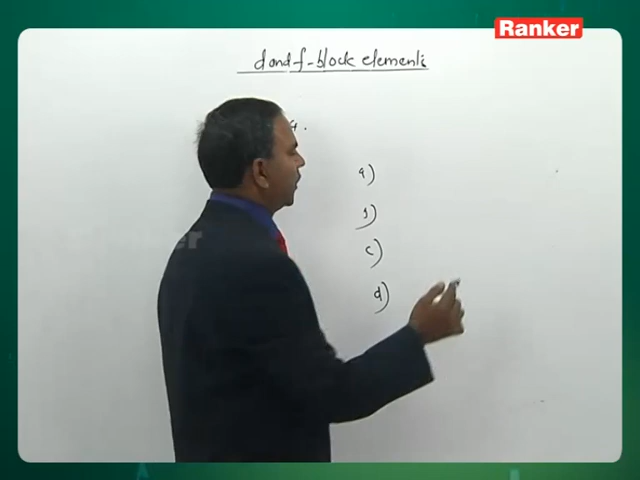 Ranker
d and f-block elements
a)
b)
c)
d)